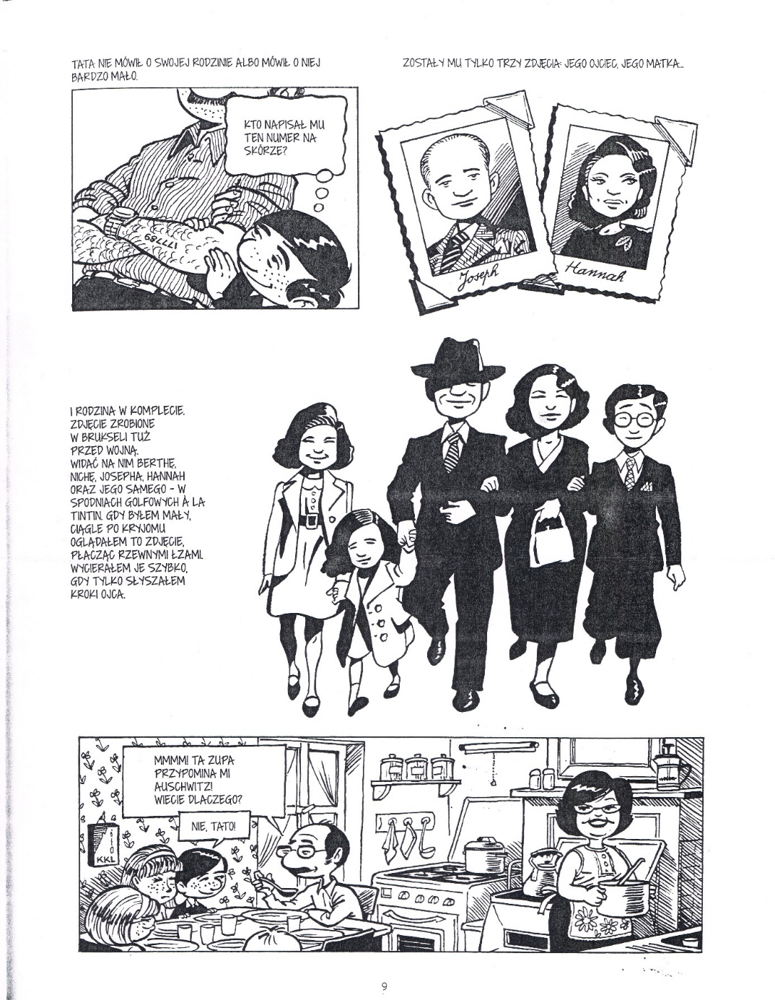 TATA NIE MÓWIŁ O SWOJEJ RODZINIE ALBO MÓWIŁ O NIEJ
BARDZO MAŁO.
ZOSTAŁY MU TYLKO TRZY ZDJĘCIA: JEGO OJCIEC, JEGO MATKA...
KTO NAPISAŁ MU
TEN NUMER NA
SKÓRZE?
177789
Joseph
Hannah
I RODZINA W KOMPLECIE.
ZDJĘCIE ZROBIONE
W BRUKSELI TUŻ
PRZED WOJNĄ.
WIDAĆ NA NIM BERTHĘ,
NICHĘ, JOSEPHA, HANNAH
ORAZ JEGO SAMEGO - W
SPODNIACH GOLFOWYCH À LA
TINTIN. GDY BYŁEM MAŁY,
CIĄGLE PO KRYJOMU
OGLĄDAŁEM TO ZDJĘCIE,
PŁACZĄC RZEWNYMI ŁZAMI.
WYCIERAŁEM JE SZYBKO,
GDY TYLKO SŁYSZAŁEM
KROKI OJCA.
MMMM! TA ZUPA
PRZYPOMINA MI
AUSCHWITZ!
WIECIE DLACZEGO?
NIE, TATO!
KKL
9